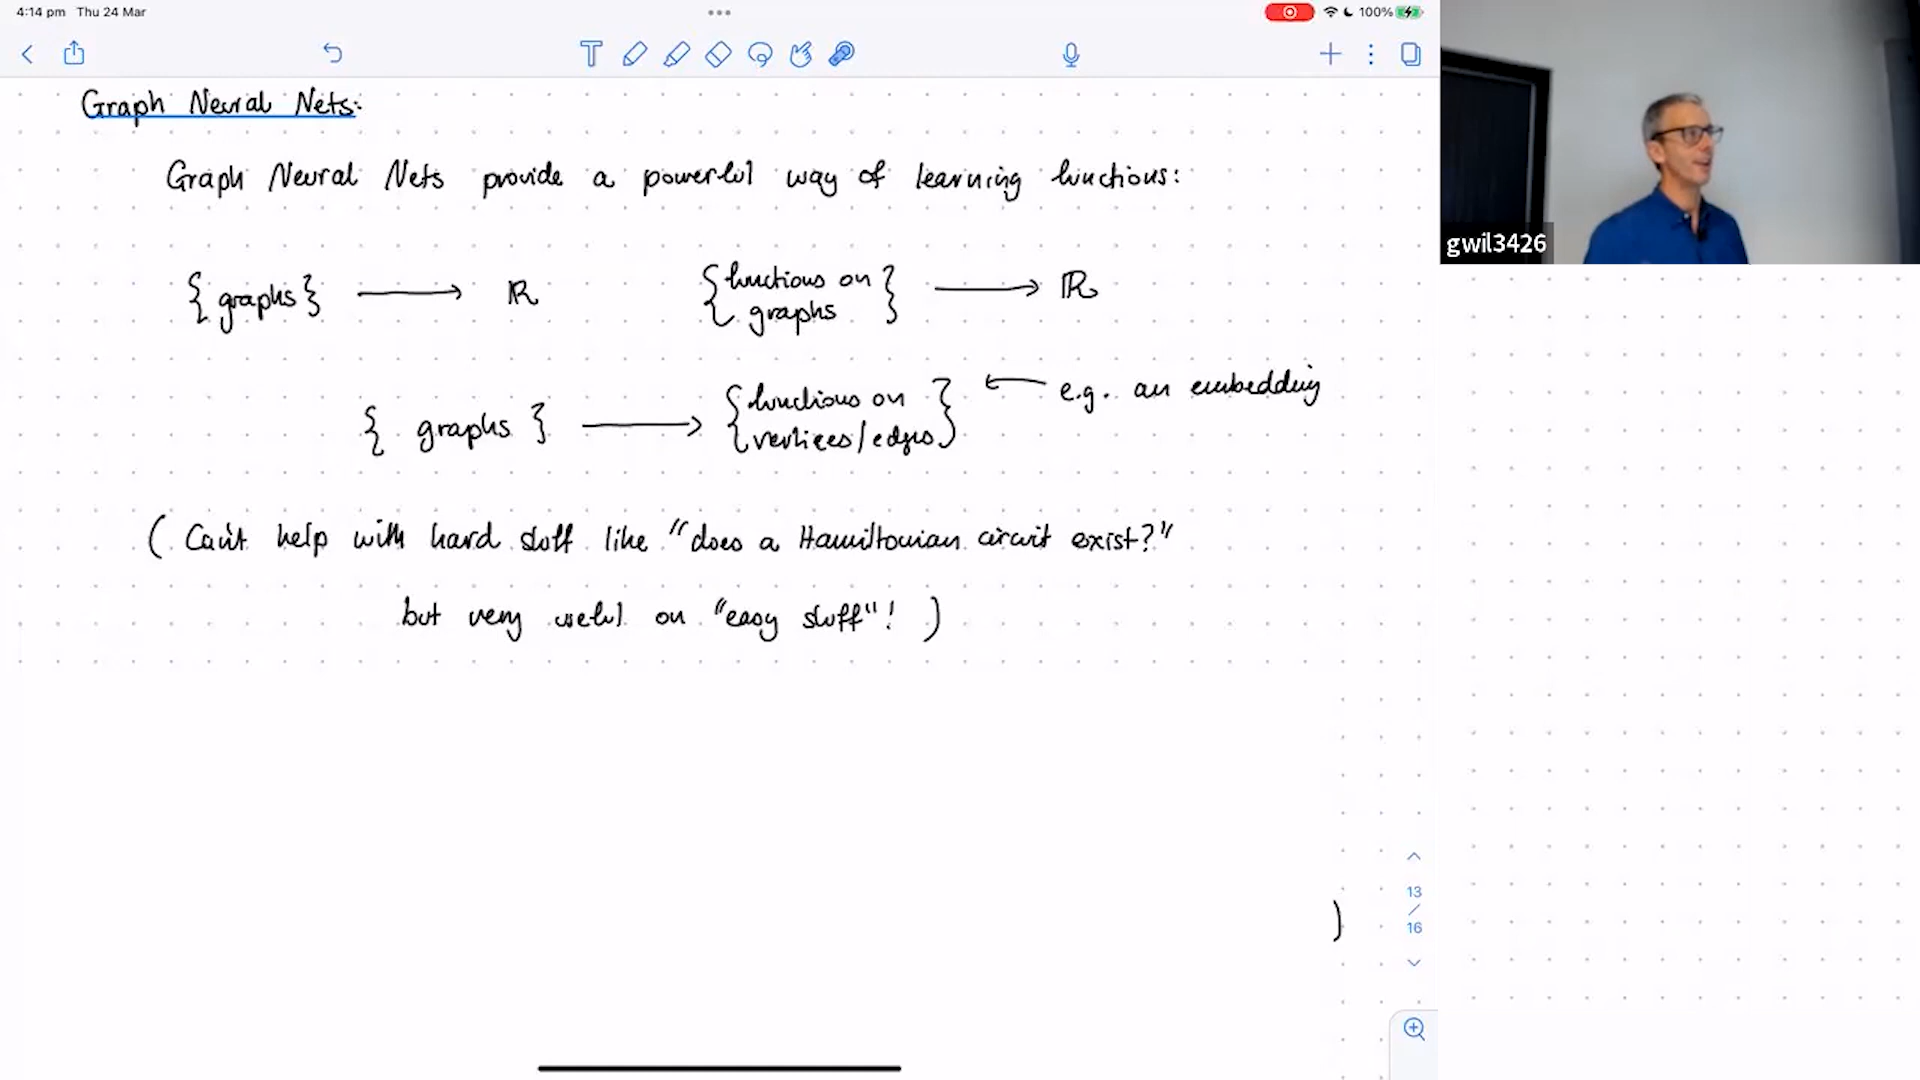 4:14 pm Thu 24 Mar
100%
Graph Neural Nets:
Graph Neural Nets provide a powerful way of learning functions:
{ graphs } → ℝ { functions on graphs } → ℝ
{ graphs } → { functions on vertices/edges } ← e.g. an embedding
( Can't help with hard stuff like "does a Hamiltonian circuit exist?"
but very useful on "easy stuff"! )
)
gwil3426
13
/
16